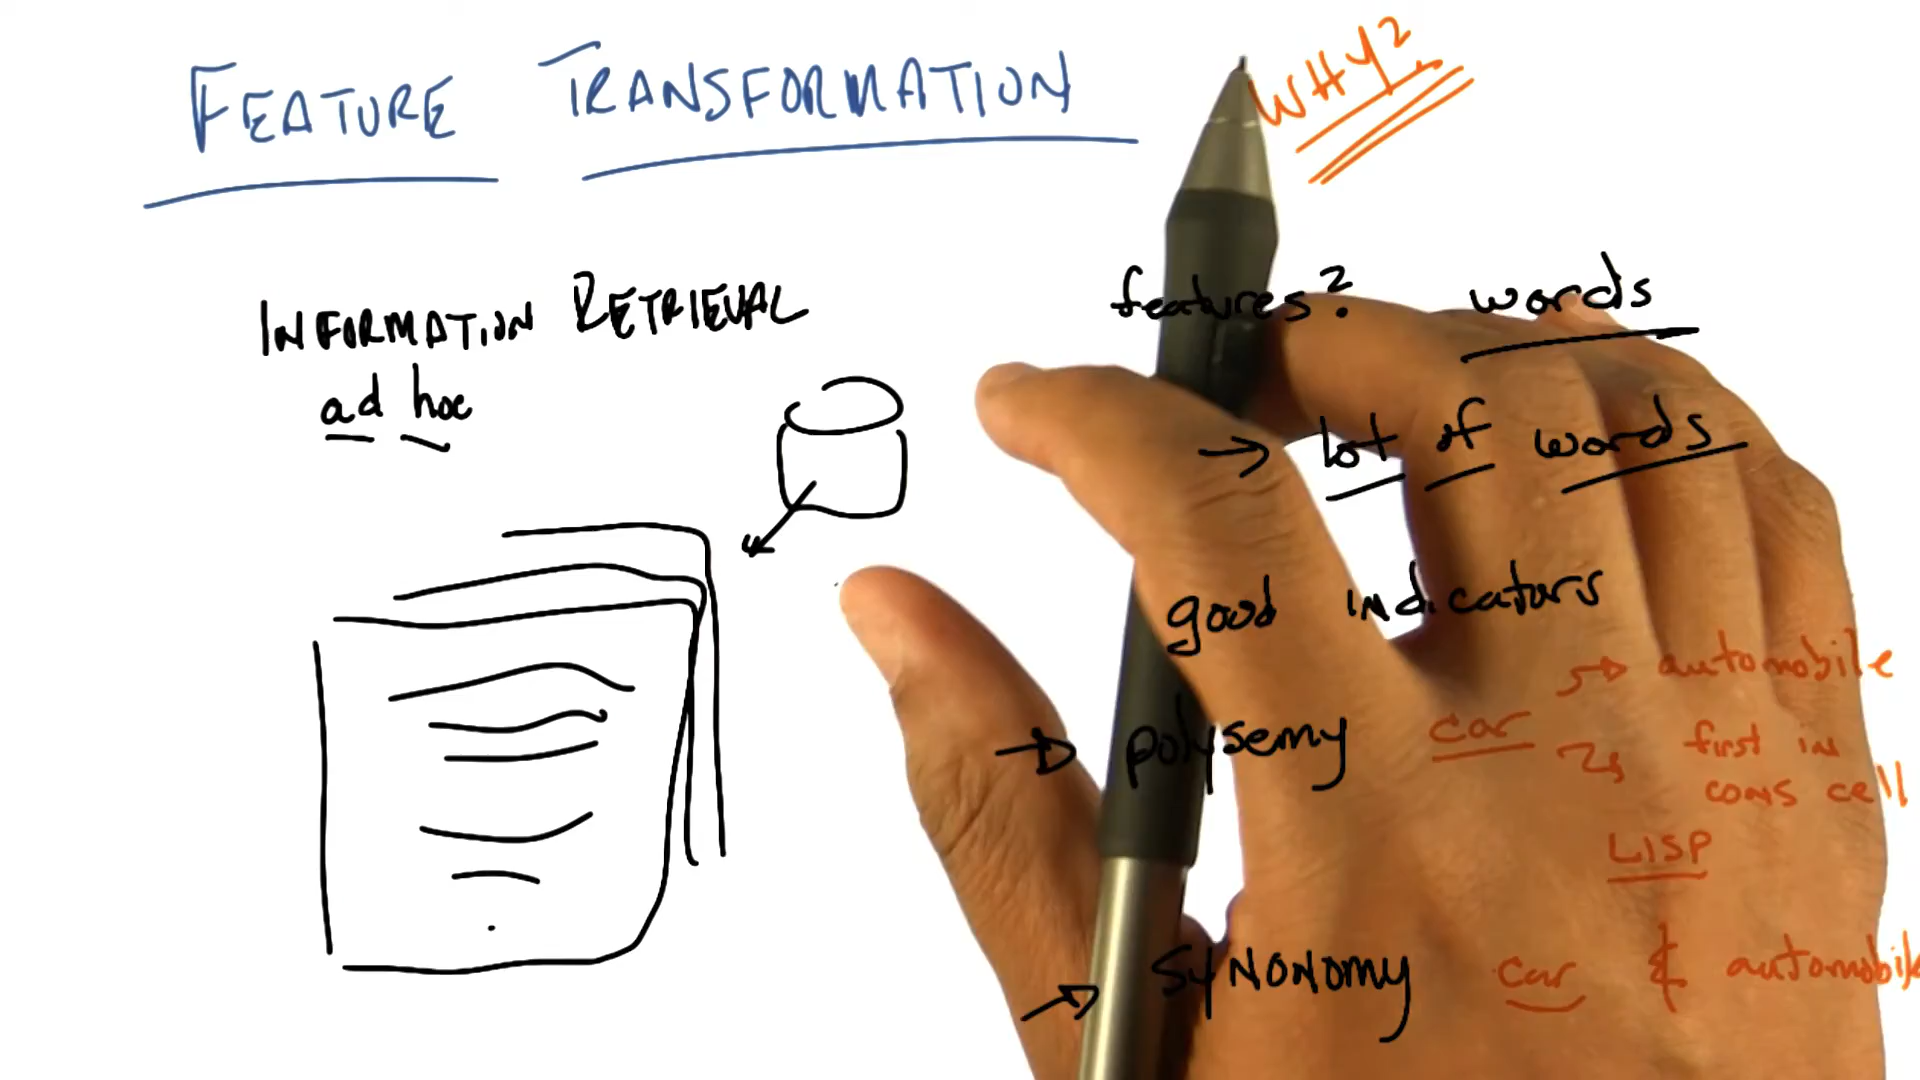 FEATURE TRANSFORMATION
WHY?
INFORMATION RETRIEVAL
ad hoc
features? words
→ lot of words
good indicators
→ polysemy car → automobile
→ first in
cons cell
LISP
→ SYNONOMY car & automobile